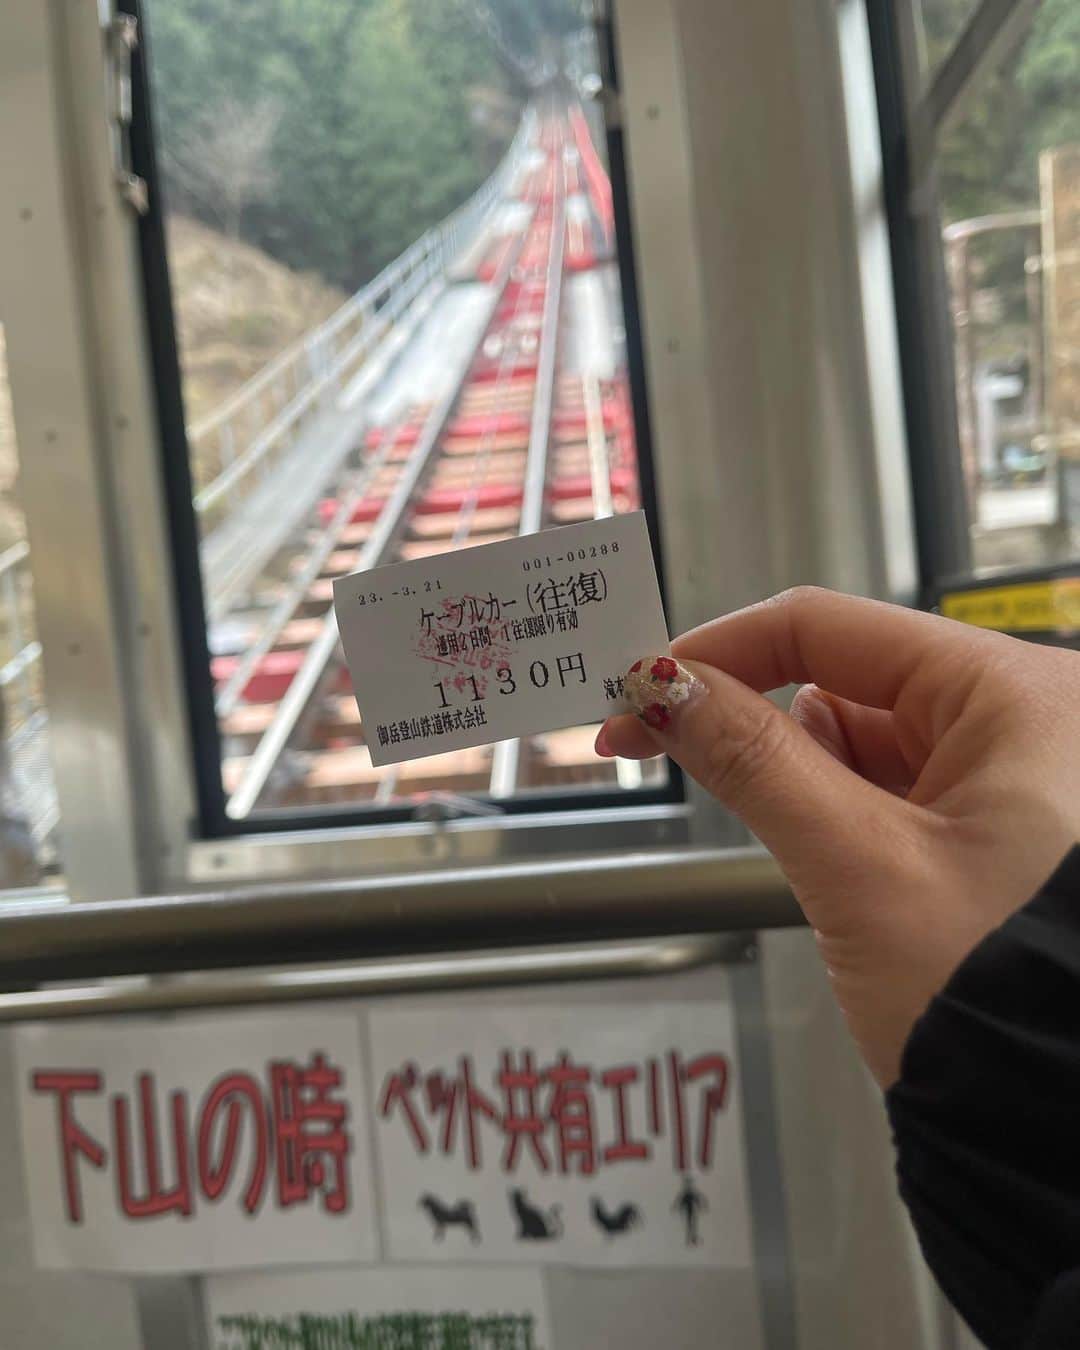 23.-3.21
001-00288
ケーブルカー(往復)
通用2日間 1往復限り有効
1130円
滝本
御岳登山鉄道株式会社
下山の時
ペット共有エリア